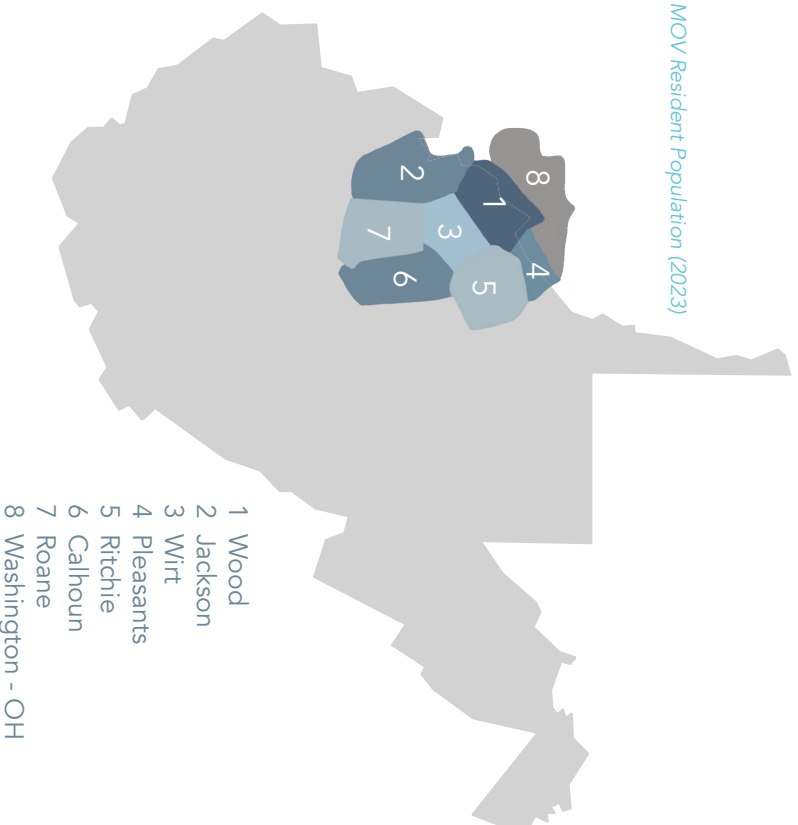 MOV Resident Population (2023)
8
1
4
2
3
5
7
6
1 Wood
2 Jackson
3 Wirt
4 Pleasants
5 Ritchie
6 Calhoun
7 Roane
8 Washington - OH